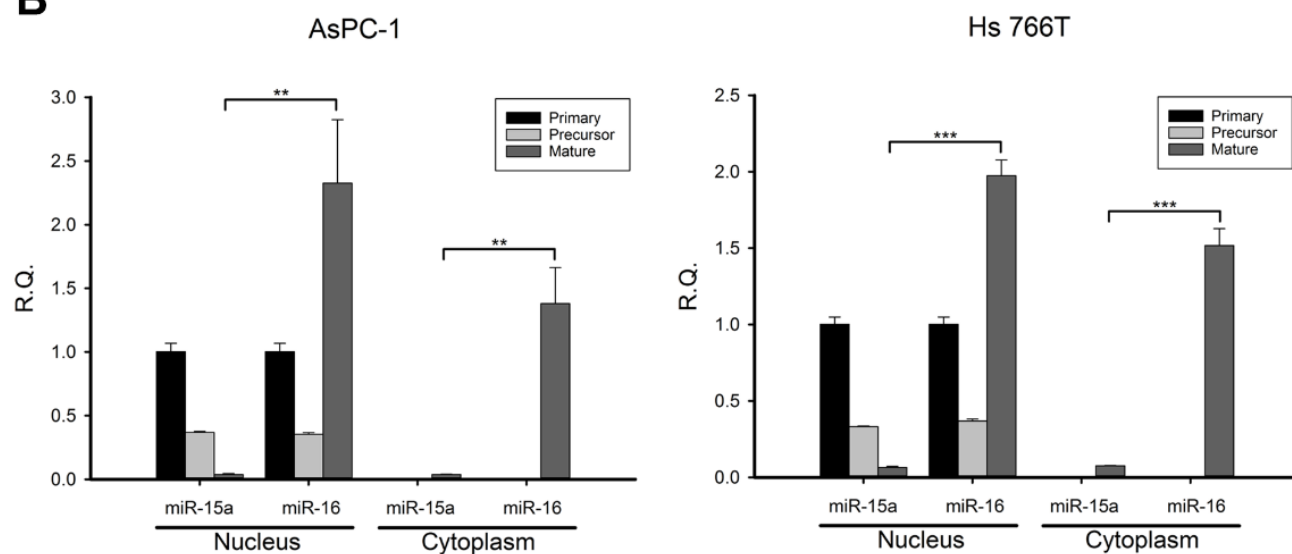 B
AsPC-1
3.0
2.5
2.0
1.5
1.0
0.5
0.0
R.Q.
**
**
Primary
Precursor
Mature
miR-15a
miR-16
miR-15a
miR-16
Nucleus
Cytoplasm
Hs 766T
2.5
2.0
1.5
1.0
0.5
0.0
R.Q.
***
***
Primary
Precursor
Mature
miR-15a
miR-16
miR-15a
miR-16
Nucleus
Cytoplasm